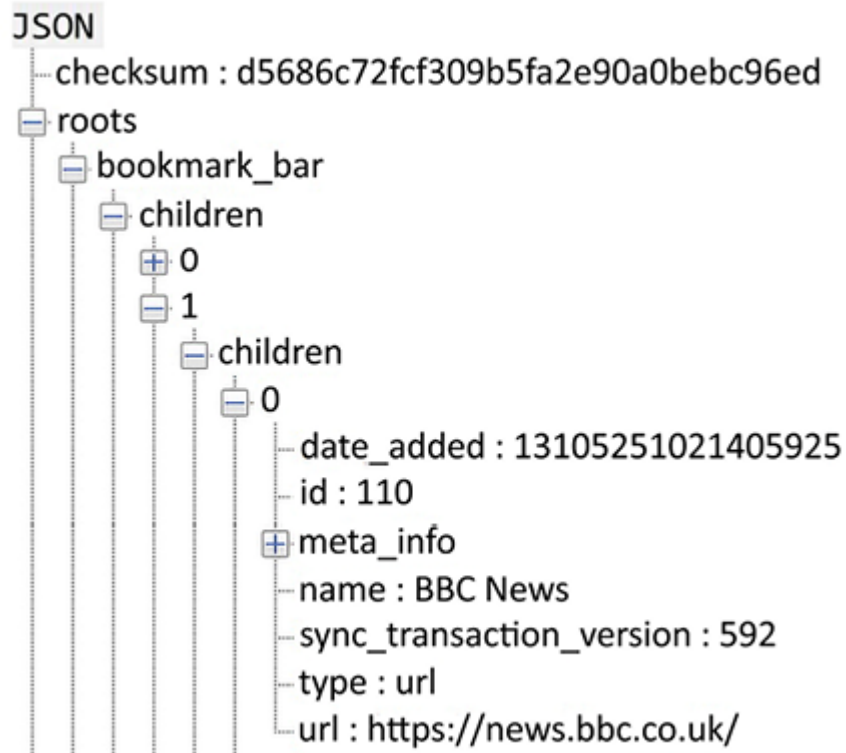 JSON
checksum : d5686c72fcf309b5fa2e90a0bebc96ed
roots
bookmark_bar
children
0
1
children
0
date_added : 13105251021405925
id : 110
meta_info
name : BBC News
sync_transaction_version : 592
type : url
url : https://news.bbc.co.uk/